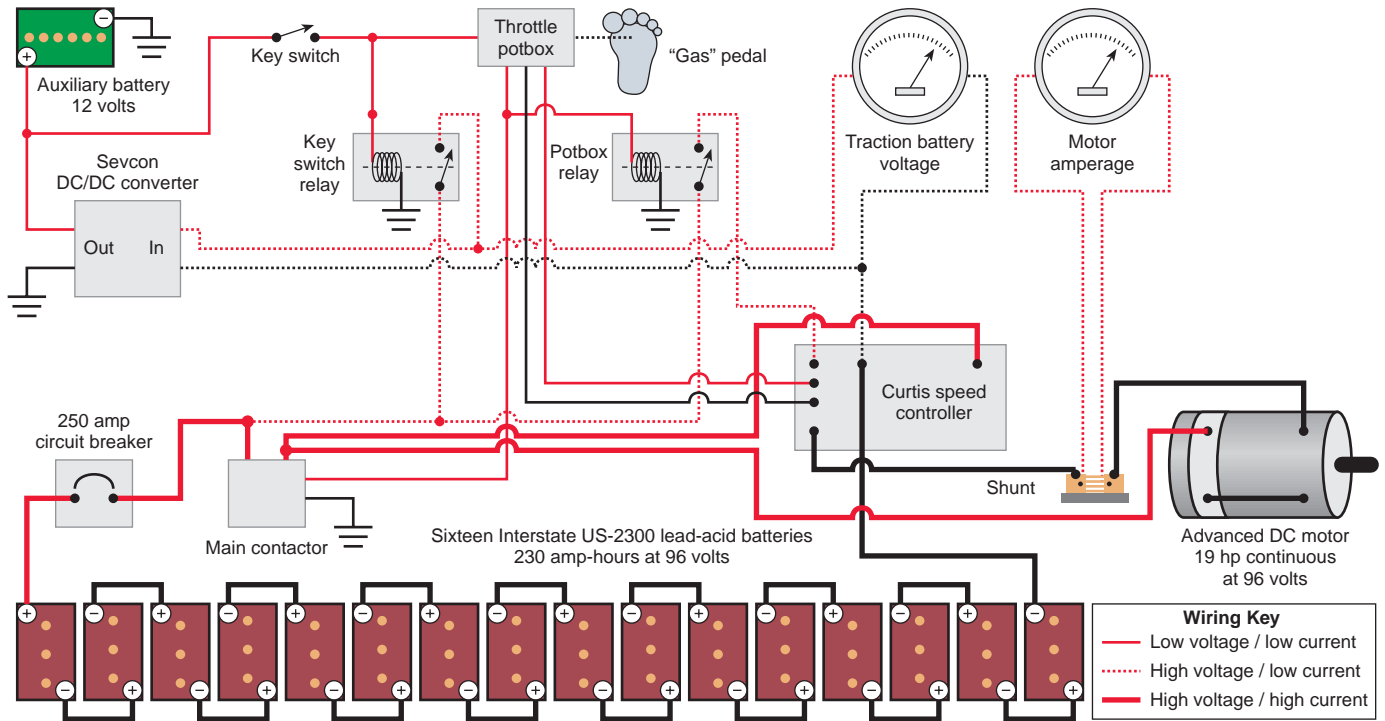 Auxiliary battery
12 volts
Key switch
Throttle
potbox
“Gas” pedal
Traction battery
voltage
Motor
amperage
Key
switch
relay
Potbox
relay
Sevcon
DC/DC converter
Out In
Curtis speed
controller
250 amp
circuit breaker
Main contactor
Shunt
Advanced DC motor
19 hp continuous
at 96 volts
Sixteen Interstate US-2300 lead-acid batteries
230 amp-hours at 96 volts
Wiring Key
Low voltage / low current
High voltage / low current
High voltage / high current